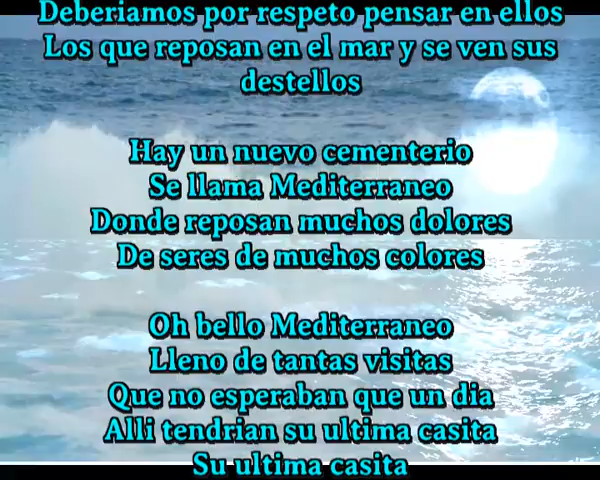 Deberiamos por respeto pensar en ellos
Los que reposan en el mar y se ven sus
destellos
Hay un nuevo cementerio
Se llama Mediterraneo
Donde reposan muchos dolores
De seres de muchos colores
Oh bello Mediterraneo
Lleno de tantas visitas
Que no esperaban que un dia
Alli tendrian su ultima casita
Su ultima casita